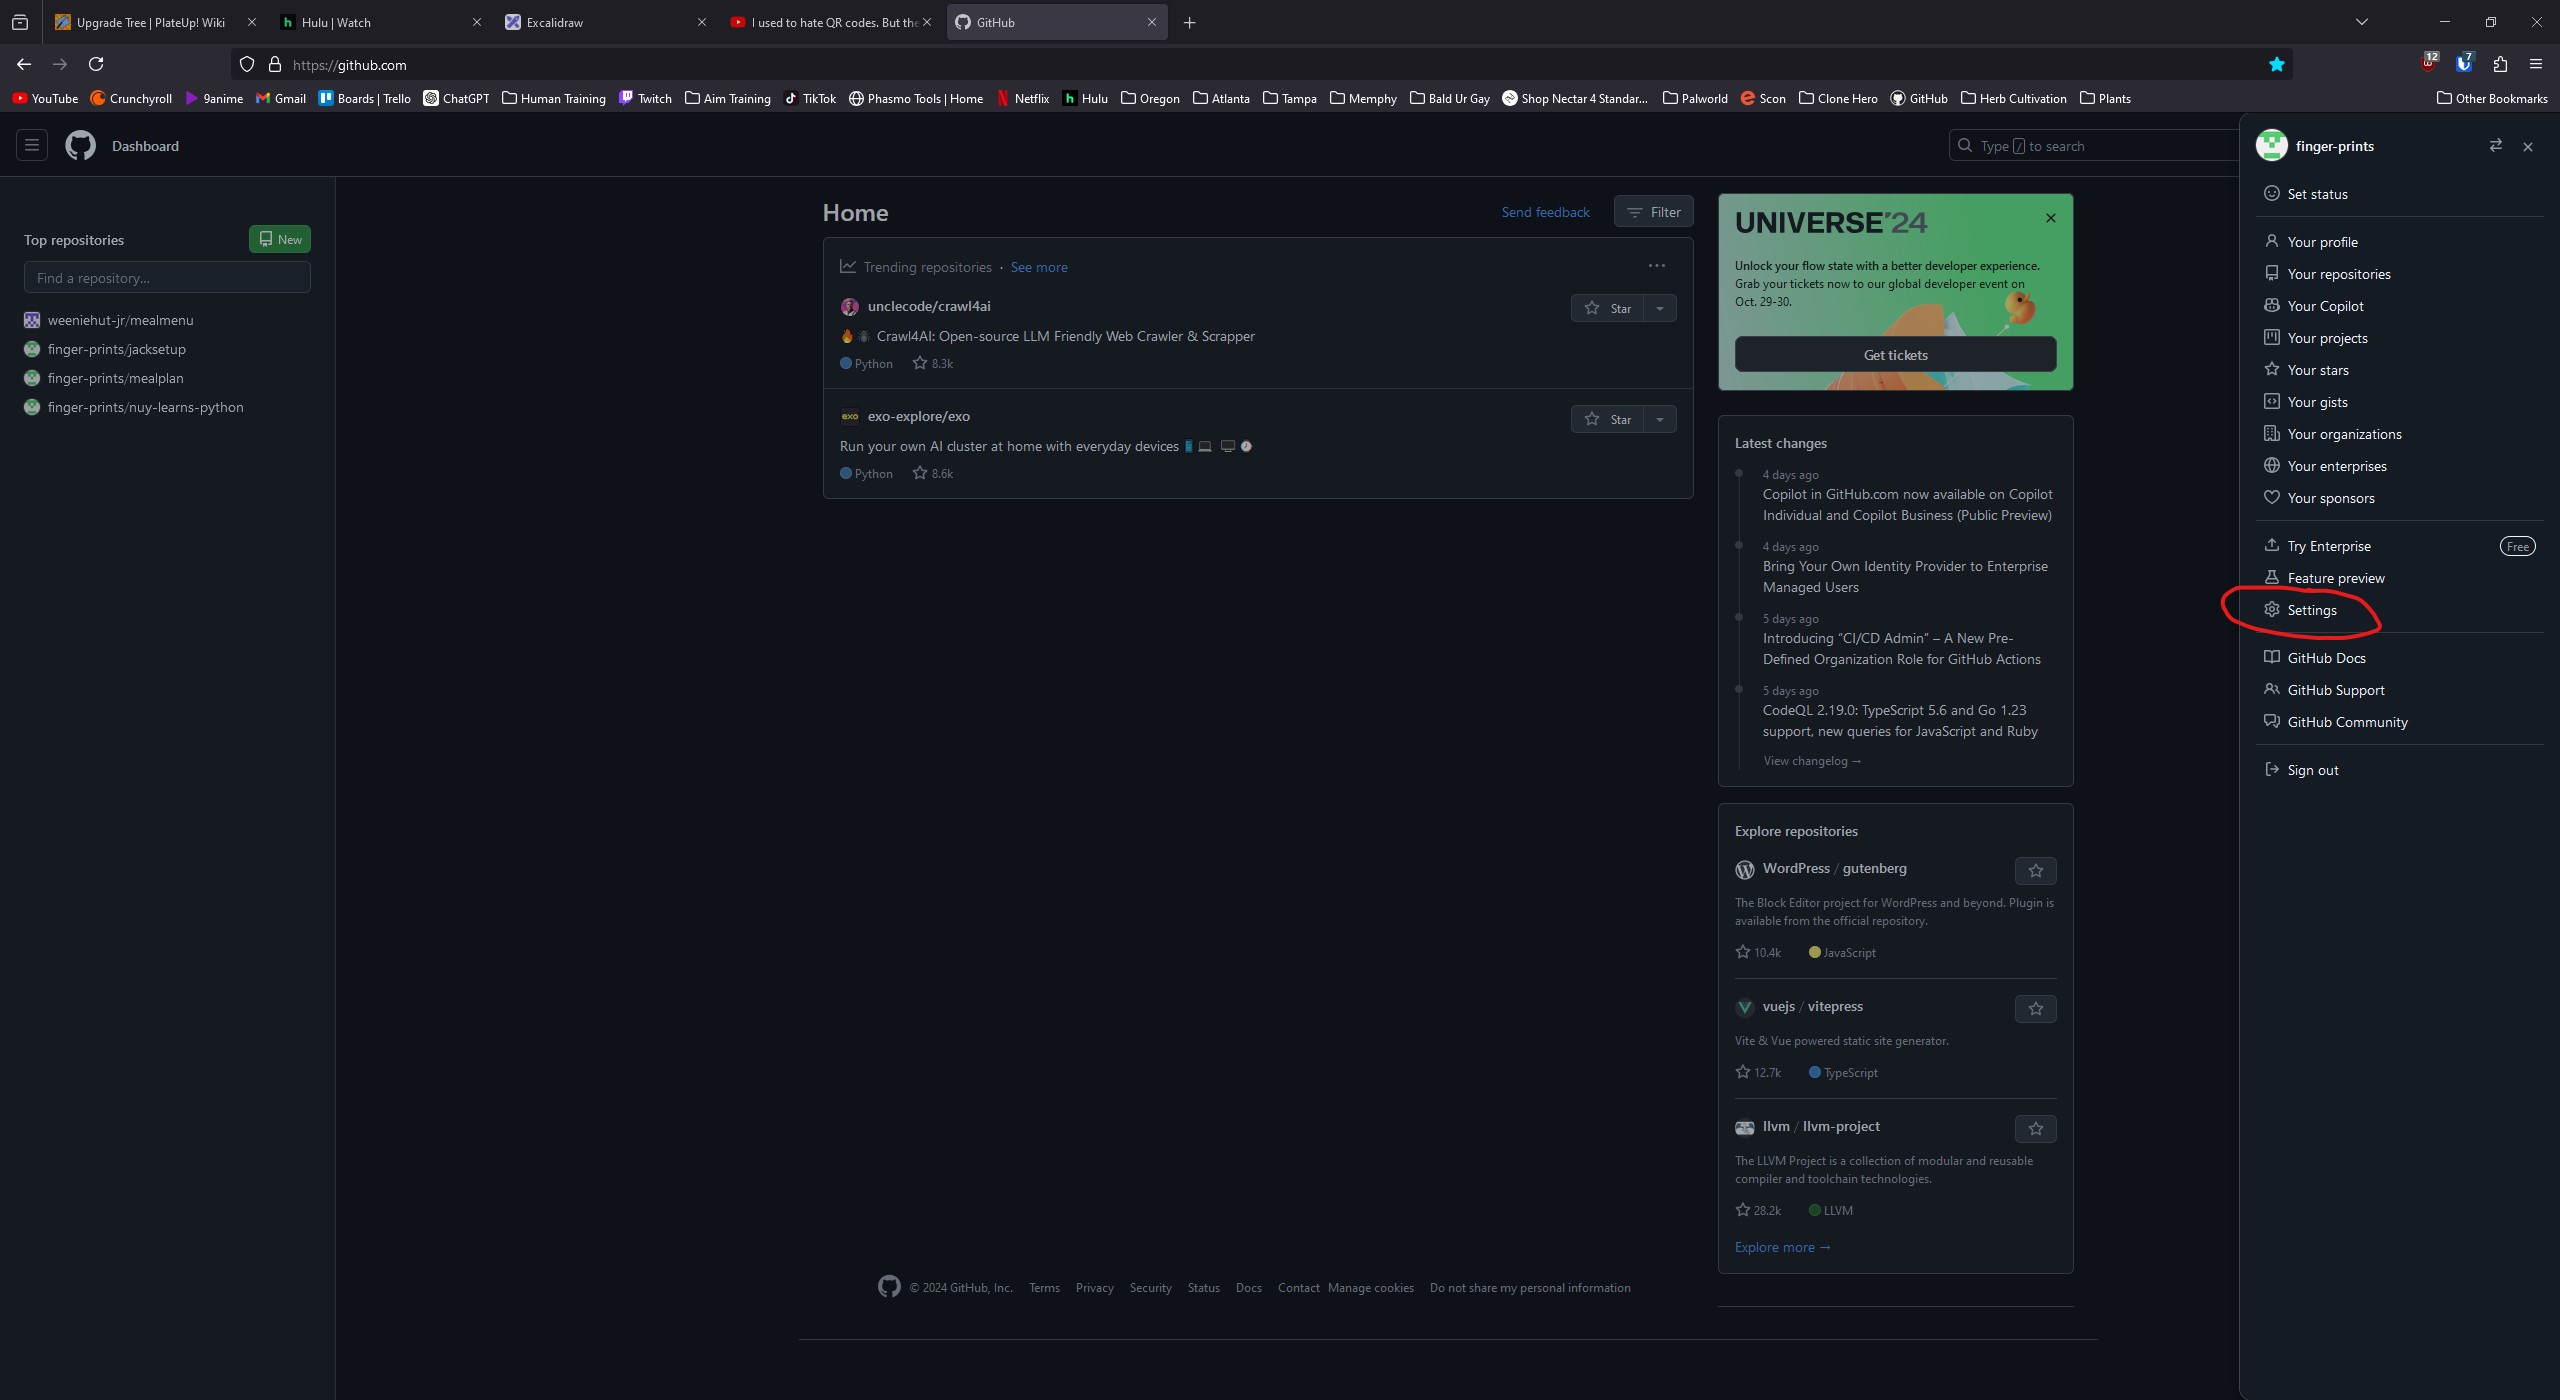 Upgrade Tree | PlateUp! Wiki
Hulu | Watch
Excalidraw
I used to hate QR codes. But the
GitHub
https://github.com
12
7
YouTube
Crunchyroll
9anime
Gmail
Boards | Trello
ChatGPT
Human Training
Twitch
Aim Training
TikTok
Phasmo Tools | Home
Netflix
Hulu
Oregon
Atlanta
Tampa
Memphy
Bald Ur Gay
Shop Nectar 4 Standar...
Palworld
Scon
Clone Hero
GitHub
Herb Cultivation
Plants
Other Bookmarks
Dashboard
Type / to search
Top repositories
New
Find a repository...
weeniehut-jr/mealmenu
finger-prints/jacksetup
finger-prints/mealplan
finger-prints/nuy-learns-python
Home
Send feedback
Filter
Trending repositories · See more
unclecode/crawl4ai
Star
🔥🕷️ Crawl4AI: Open-source LLM Friendly Web Crawler & Scrapper
Python 8.3k
exo
exo-explore/exo
Star
Run your own AI cluster at home with everyday devices 📱💻 🖥️⌚
Python 8.6k
UNIVERSE'24
Unlock your flow state with a better developer experience.
Grab your tickets now to our global developer event on
Oct. 29-30.
Get tickets
Latest changes
4 days ago
Copilot in GitHub.com now available on Copilot
Individual and Copilot Business (Public Preview)
4 days ago
Bring Your Own Identity Provider to Enterprise
Managed Users
5 days ago
Introducing “CI/CD Admin” – A New Pre-
Defined Organization Role for GitHub Actions
5 days ago
CodeQL 2.19.0: TypeScript 5.6 and Go 1.23
support, new queries for JavaScript and Ruby
View changelog →
Explore repositories
WordPress / gutenberg
The Block Editor project for WordPress and beyond. Plugin is
available from the official repository.
10.4k JavaScript
vuejs / vitepress
Vite & Vue powered static site generator.
12.7k TypeScript
llvm / llvm-project
The LLVM Project is a collection of modular and reusable
compiler and toolchain technologies.
28.2k LLVM
Explore more →
© 2024 GitHub, Inc. Terms Privacy Security Status Docs Contact Manage cookies Do not share my personal information
finger-prints
Set status
Your profile
Your repositories
Your Copilot
Your projects
Your stars
Your gists
Your organizations
Your enterprises
Your sponsors
Try Enterprise Free
Feature preview
Settings
GitHub Docs
GitHub Support
GitHub Community
Sign out